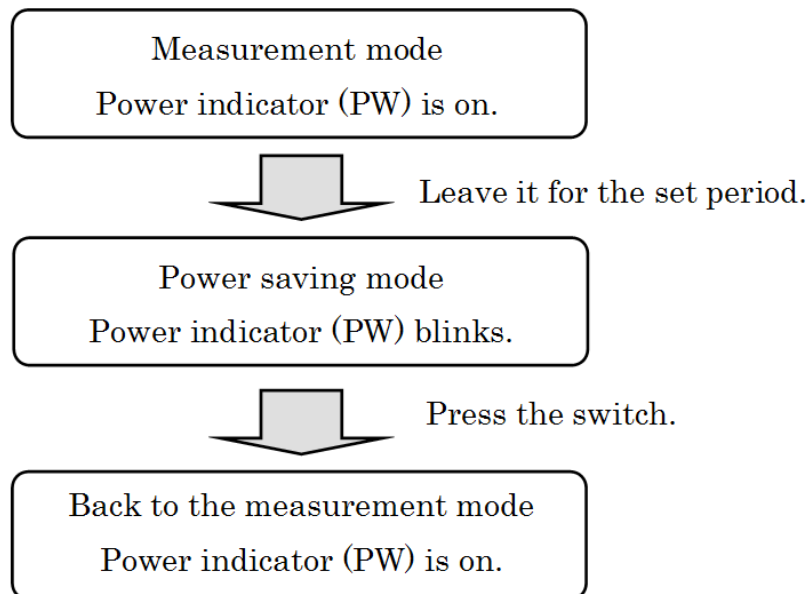 Measurement mode
Power indicator (PW) is on.
Leave it for the set period.
Power saving mode
Power indicator (PW) blinks.
Press the switch.
Back to the measurement mode
Power indicator (PW) is on.